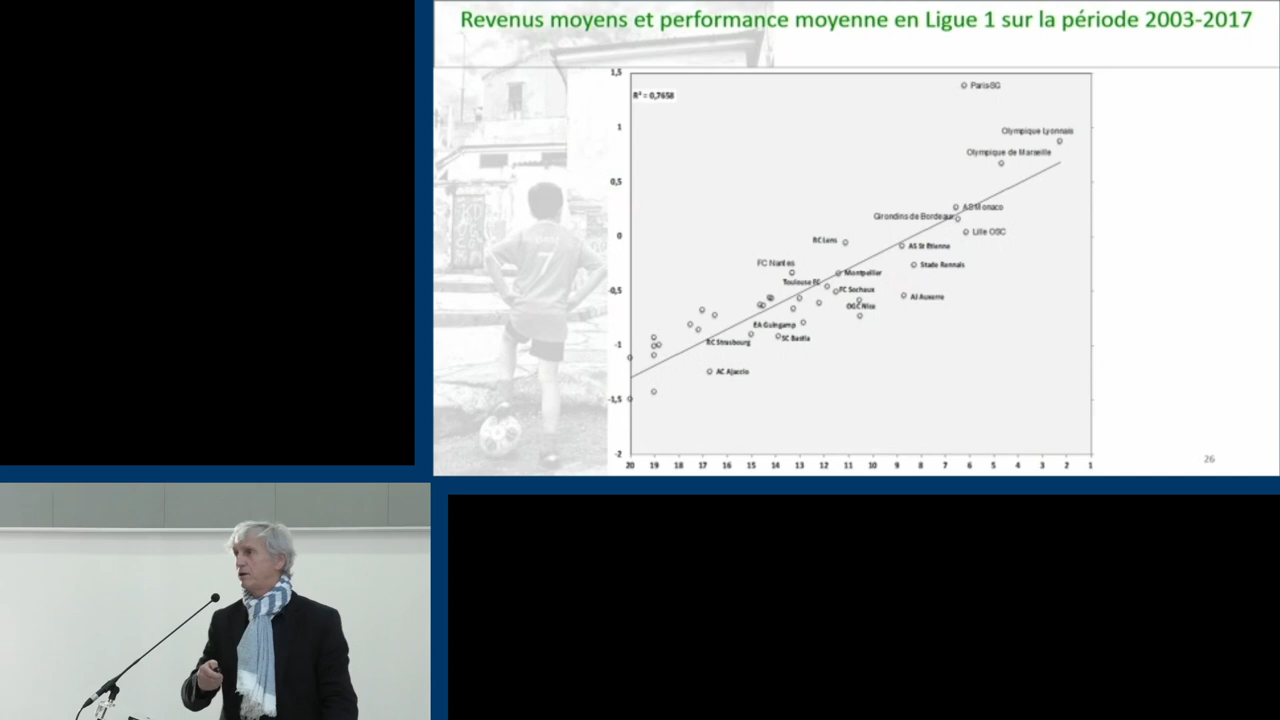 Revenus moyens et performance moyenne en Ligue 1 sur la période 2003-2017
1,5
R² = 0,7658
Paris-SG
1
Olympique Lyonnais
Olympique de Marseille
0,5
AS Monaco
Girondins de Bordeaux
Lille OSC
0
RC Lens
AS St Etienne
FC Nantes
Stade Rennais
Montpellier
Toulouse FC
-0,5
FC Sochaux
AJ Auxerre
OGC Nice
EA Guingamp
SC Bastia
-1
RC Strasbourg
AC Ajaccio
-1,5
-2
20 19 18 17 16 15 14 13 12 11 10 9 8 7 6 5 4 3 2 1
26
7